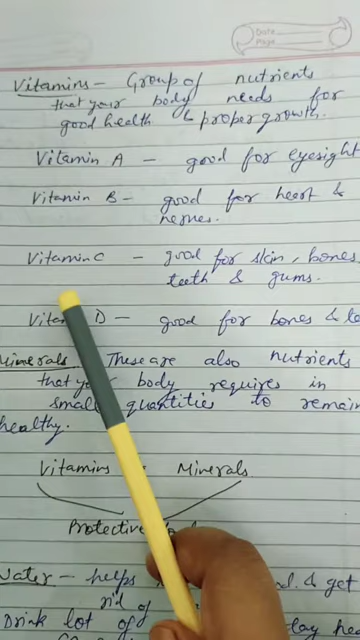 Date
Page
Vitamins - Group of nutrients
that your body needs for
good health & proper growth.
Vitamin A - good for eyesight
Vitamin B - good for heart &
nerves.
Vitamin C - good for skin, bones
teeth & gums.
D - good for bones &
Minerals These are also nutrients
that your body requires in
small quantities to remain
healthy.
Vitamins Minerals
Protective
Water - helps & get
rid of
Drink lot of